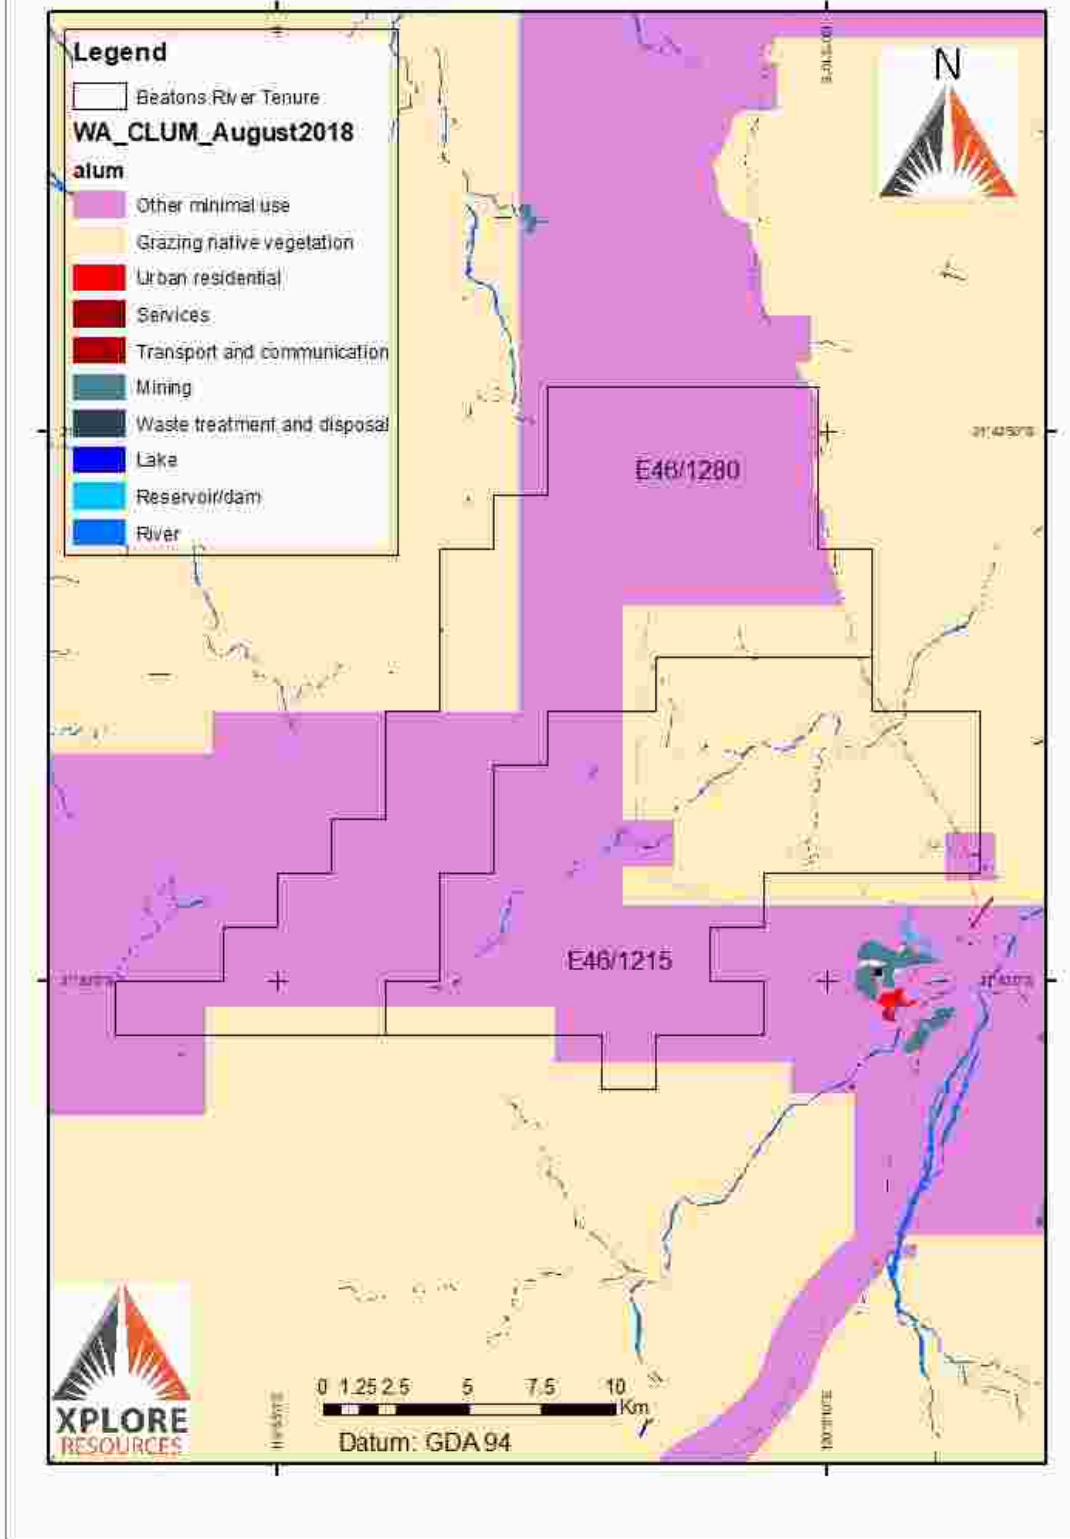 Legend
Beatons River Tenure
WA_CLUM_August2018
alum
Other minimal use
Grazing native vegetation
Urban residential
Services
Transport and communication
Mining
Waste treatment and disposal
Lake
Reservoir/dam
River
N
E46/1280
E46/1215
0 1.25 2.5 5 7.5 10
Km
Datum: GDA 94
XPLORE
RESOURCES